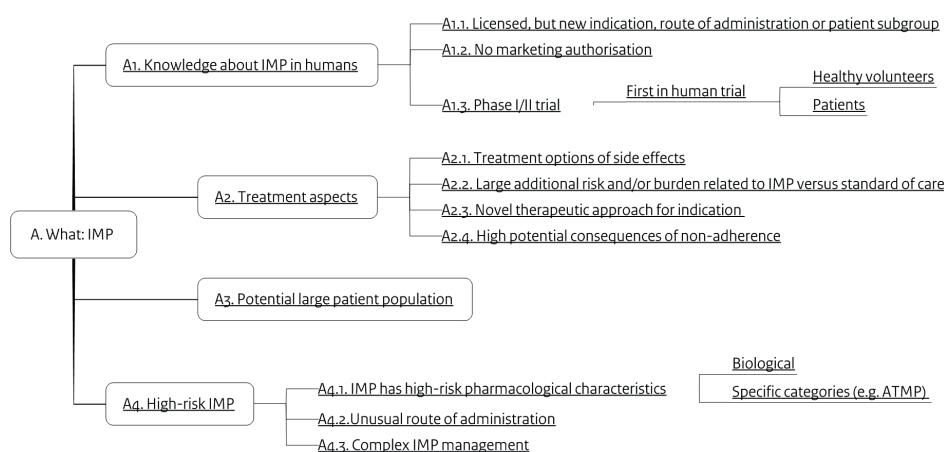 A. What: IMP
A1. Knowledge about IMP in humans
A1.1. Licensed, but new indication, route of administration or patient subgroup
A1.2. No marketing authorisation
A1.3. Phase I/II trial
First in human trial
Healthy volunteers
Patients
A2. Treatment aspects
A2.1. Treatment options of side effects
A2.2. Large additional risk and/or burden related to IMP versus standard of care
A2.3. Novel therapeutic approach for indication
A2.4. High potential consequences of non-adherence
A3. Potential large patient population
A4. High-risk IMP
A4.1. IMP has high-risk pharmacological characteristics
Biological
Specific categories (e.g. ATMP)
A4.2.Unusual route of administration
A4.3. Complex IMP management